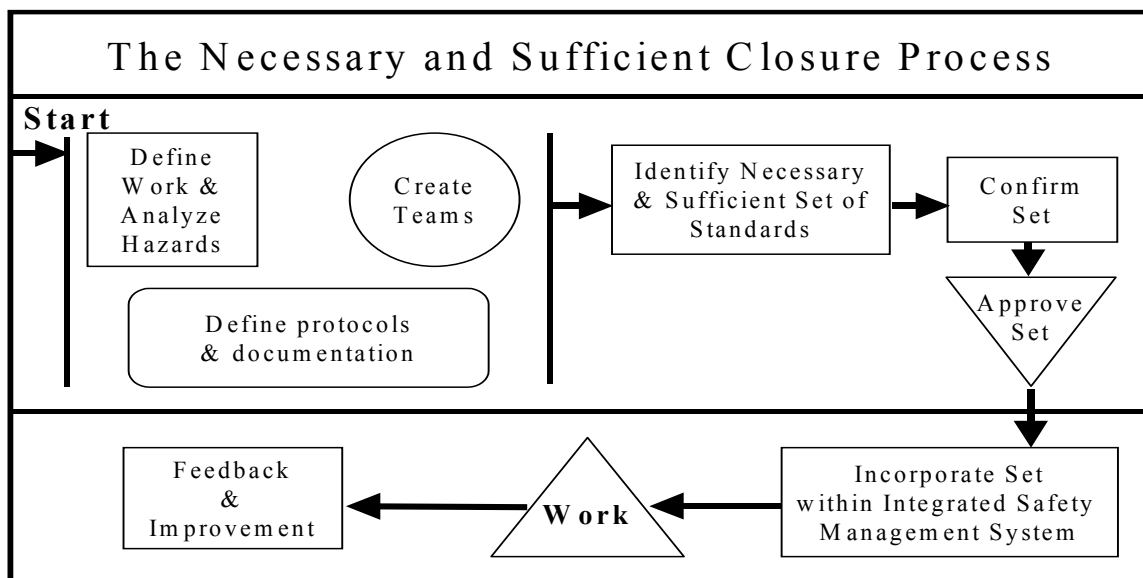 The Necessary and Sufficient Closure Process
Start
Define
Work &
Analyze
Hazards
Create
Teams
Define protocols
& documentation
Identify Necessary
& Sufficient Set of
Standards
Confirm
Set
Approve
Set
Incorporate Set
within Integrated Safety
Management System
Work
Feedback
&
Improvement